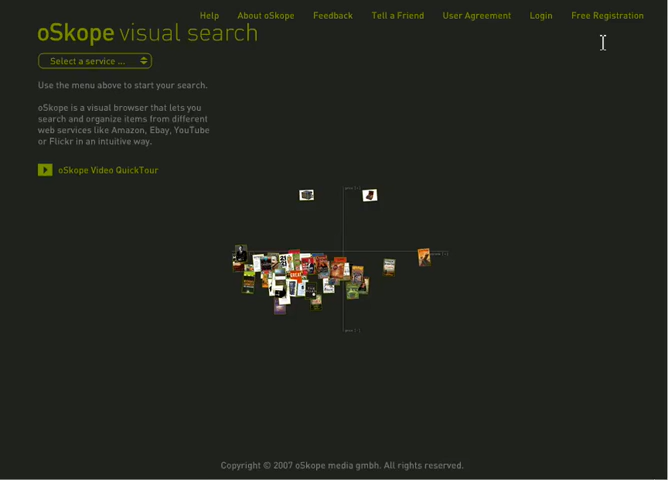 Help About oSkope Feedback Tell a Friend User Agreement Login Free Registration
oSkope visual search
Select a service ...
Use the menu above to start your search.
oSkope is a visual browser that lets you
search and organize items from different
web services like Amazon, Ebay, YouTube
or Flickr in an intuitive way.
oSkope Video QuickTour
GREAT
Copyright © 2007 oSkope media gmbh. All rights reserved.